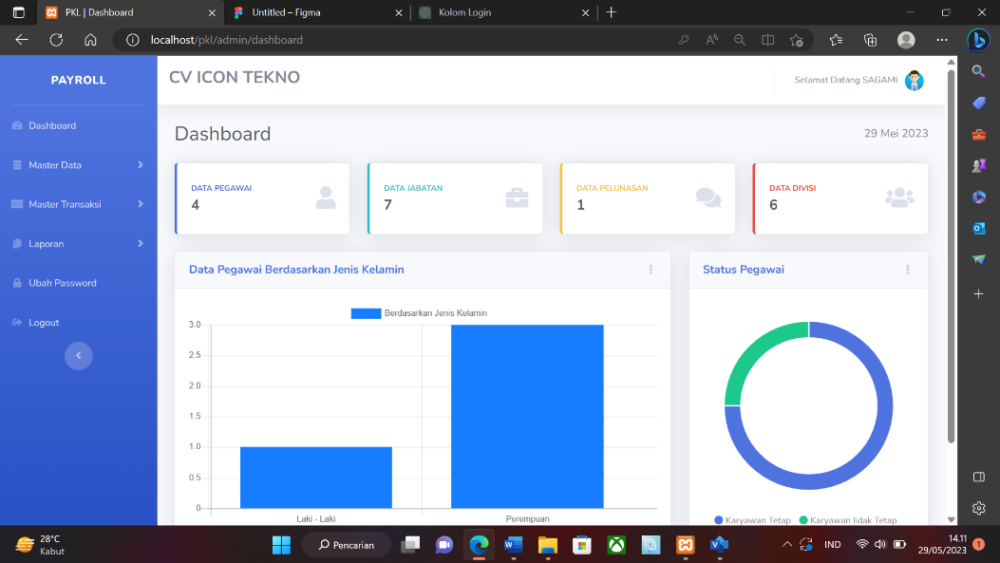 PKL | Dashboard
Untitled – Figma
Kolom Login
localhost/pkl/admin/dashboard
PAYROLL
CV ICON TEKNO
Selamat Datang SAGAMI
Dashboard
Master Data
Master Transaksi
Laporan
Ubah Password
Logout
Dashboard
29 Mei 2023
DATA PEGAWAI
4
DATA JABATAN
7
DATA PELUNASAN
1
DATA DIVISI
6
Data Pegawai Berdasarkan Jenis Kelamin
Berdasarkan Jenis Kelamin
3.0
2.5
2.0
1.5
1.0
0.5
0
Laki - Laki
Perempuan
Status Pegawai
Karyawan Tetap
Karyawan Tidak Tetap
28°C
Kabut
Pencarian
IND
14.11
29/05/2023
1